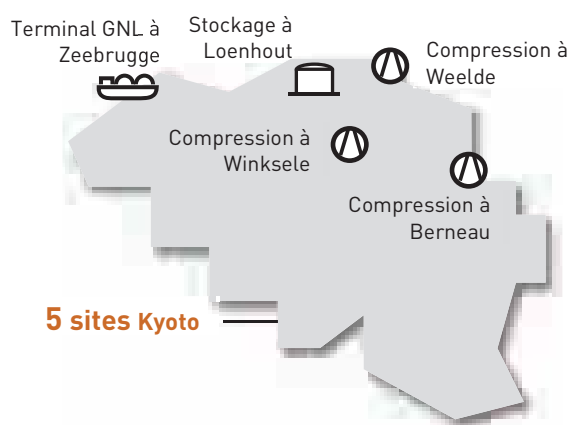 Terminal GNL à
Zeebrugge
Stockage à
Loenhout
Compression à
Weelde
Compression à
Winksele
Compression à
Berneau
5 sites Kyoto